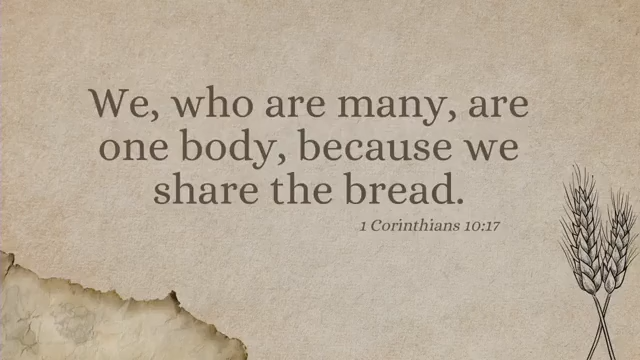 We, who are many, are
one body, because we
share the bread.
1 Corinthians 10:17